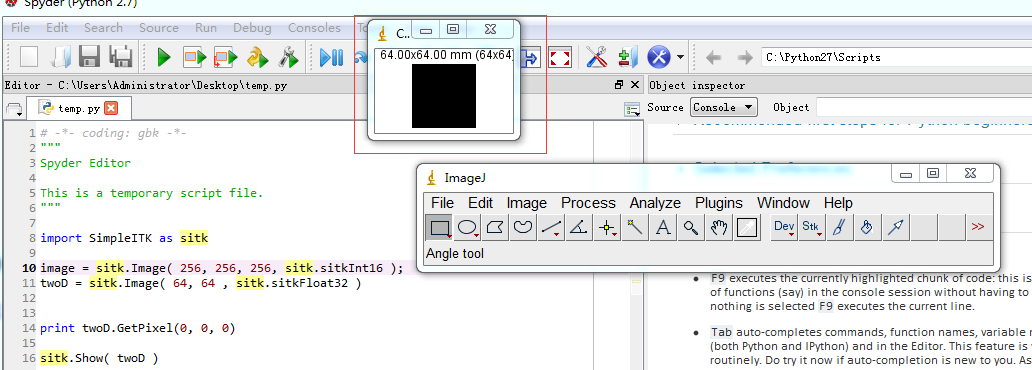 Spyder (Python 2.7)
File Edit Search Source Run Debug Consoles
C:\Python27\Scripts
Editor - C:\Users\Administrator\Desktop\temp.py
Object inspector
temp.py
Source Console Object
C...
64.00x64.00 mm (64x64)
ImageJ
File Edit Image Process Analyze Plugins Window Help
Dev Stk >>
Angle tool
1 # -*- coding: gbk -*-
2 """
3 Spyder Editor
4
5 This is a temporary script file.
6 """
7
8 import SimpleITK as sitk
9
10 image = sitk.Image( 256, 256, 256, sitk.sitkInt16 );
11 twoD = sitk.Image( 64, 64 , sitk.sitkFloat32 )
12
13
14 print twoD.GetPixel(0, 0, 0)
15
16 sitk.Show( twoD )
Recommended first steps for Python beginners
F9 executes the currently highlighted chunk of code: this is
of functions (say) in the console session without having to
nothing is selected F9 executes the current line.
Tab auto-completes commands, function names, variable
(both Python and IPython) and in the Editor. This feature is
routinely. Do try it now if auto-completion is new to you. As